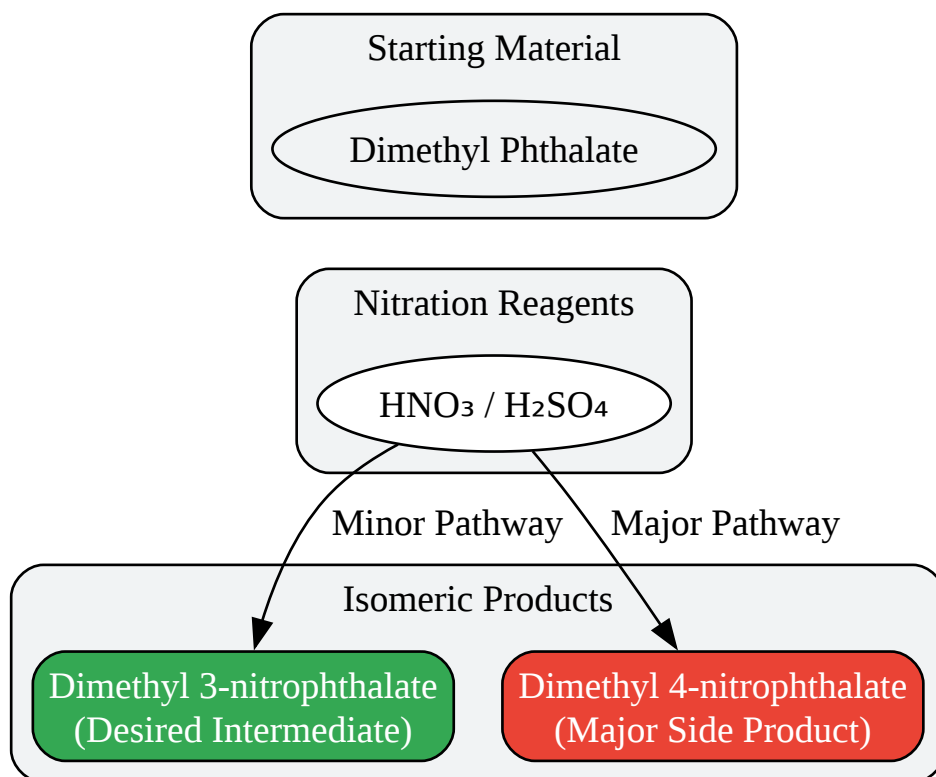 Starting Material
Dimethyl Phthalate
Nitration Reagents
HNO₃ / H₂SO₄
Minor Pathway
Major Pathway
Isomeric Products
Dimethyl 3-nitrophthalate
(Desired Intermediate)
Dimethyl 4-nitrophthalate
(Major Side Product)